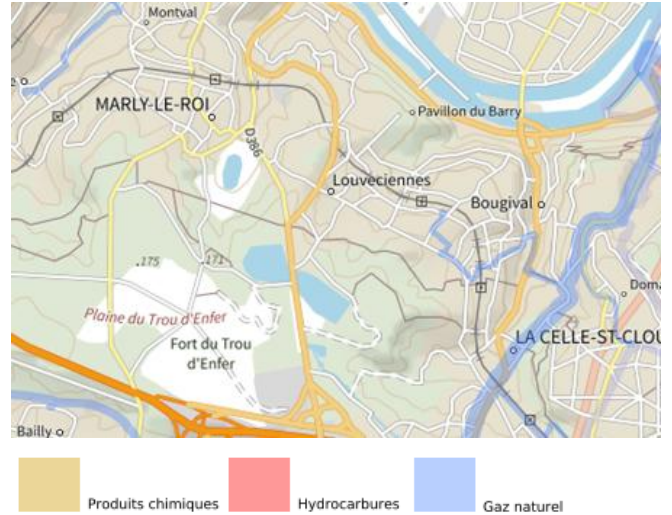 Montval
MARLY-LE-ROI
Pavillon du Barry
D386
Louveciennes
Bougival
175
171
Plaine du Trou d'Enfer
Fort du Trou
d'Enfer
Doma
LA CELLE-ST-CLOU
Bailly
Produits chimiques
Hydrocarbures
Gaz naturel